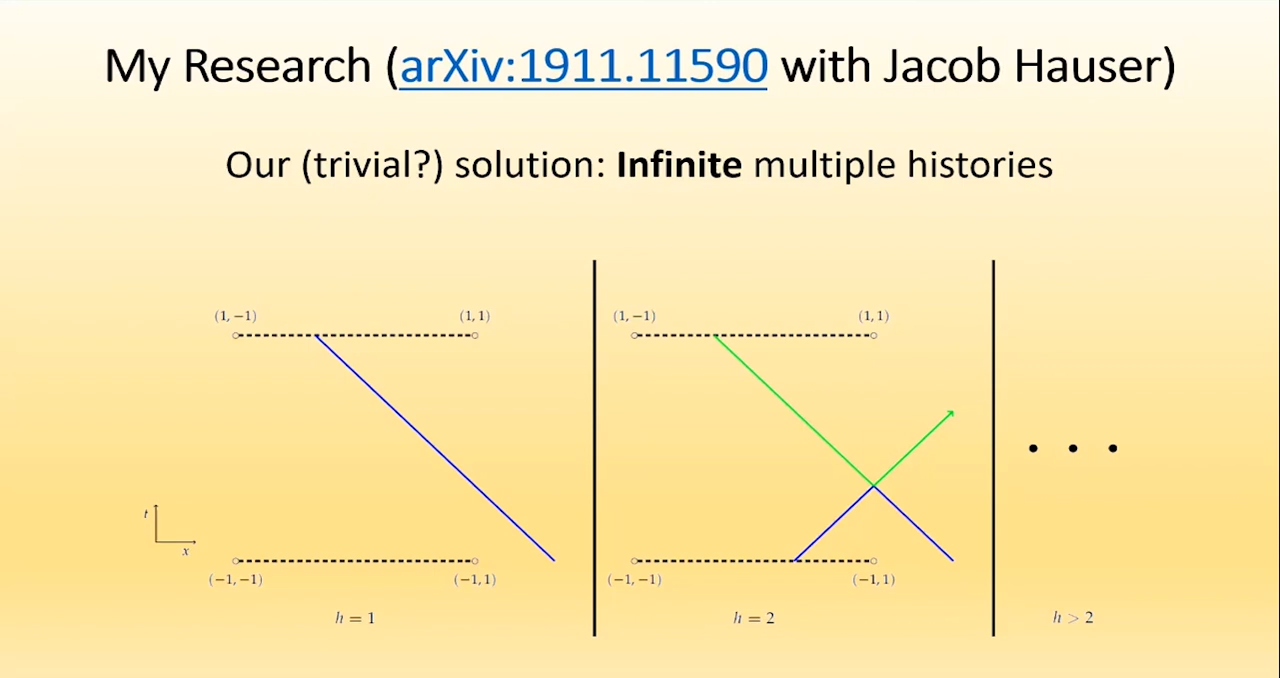 My Research (arXiv:1911.11590 with Jacob Hauser)
Our (trivial?) solution: Infinite multiple histories
(1, −1)
(1, 1)
(1, −1)
(1, 1)
• • •
t
x
(−1, −1)
(−1, 1)
(−1, −1)
(−1, 1)
h = 1
h = 2
h > 2